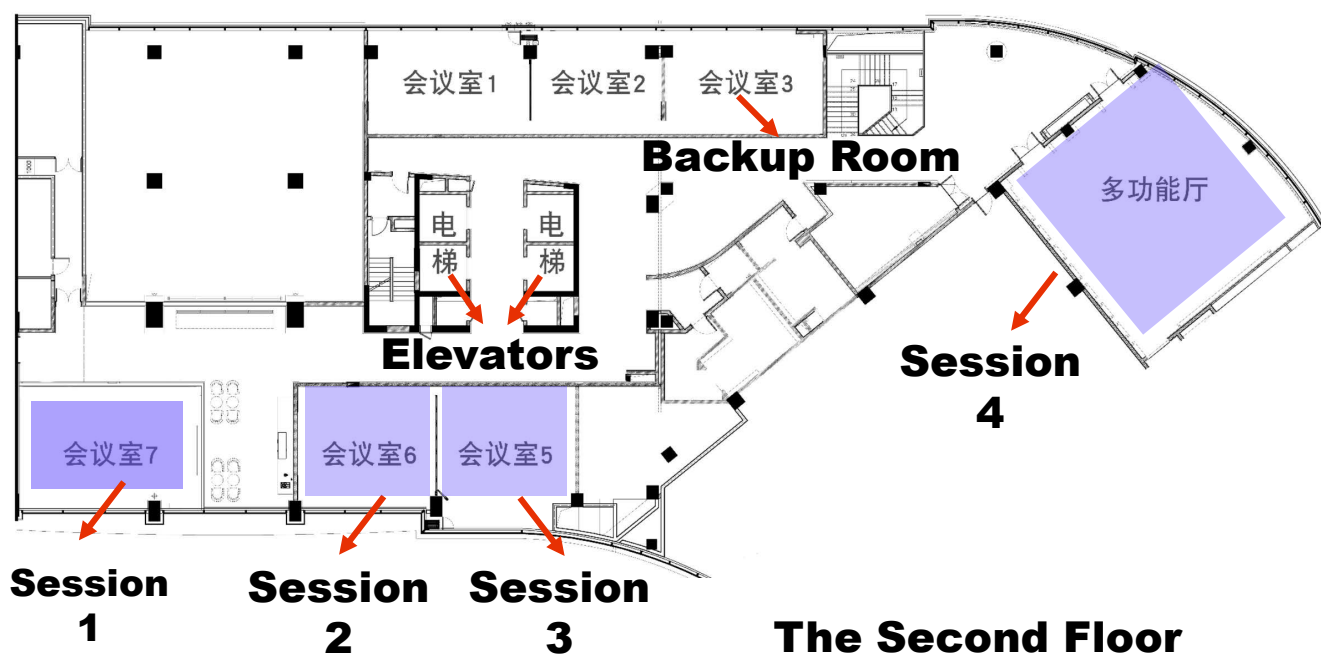 会议室1
会议室2
会议室3
Backup Room
多功能厅
电
电
梯
梯
Elevators
Session
4
会议室7
会议室6
会议室5
Session
1
Session
2
Session
3
The Second Floor